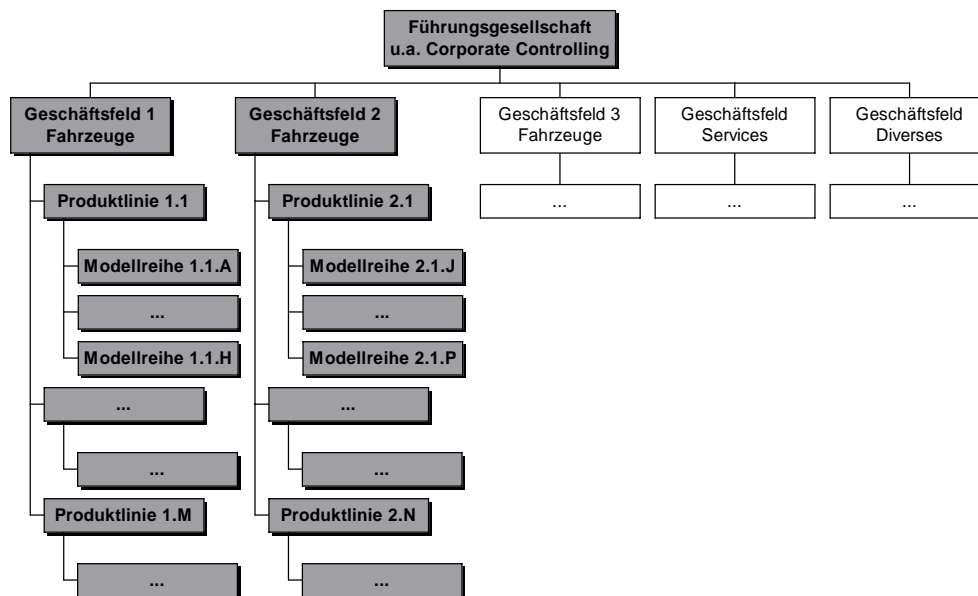 Führungsgesellschaft
u.a. Corporate Controlling
Geschäftsfeld 1
Fahrzeuge
Geschäftsfeld 2
Fahrzeuge
Geschäftsfeld 3
Fahrzeuge
Geschäftsfeld
Services
Geschäftsfeld
Diverses
Produktlinie 1.1
Produktlinie 2.1
...
...
...
Modellreihe 1.1.A
Modellreihe 2.1.J
...
...
Modellreihe 1.1.H
Modellreihe 2.1.P
...
...
...
...
Produktlinie 1.M
Produktlinie 2.N
...
...